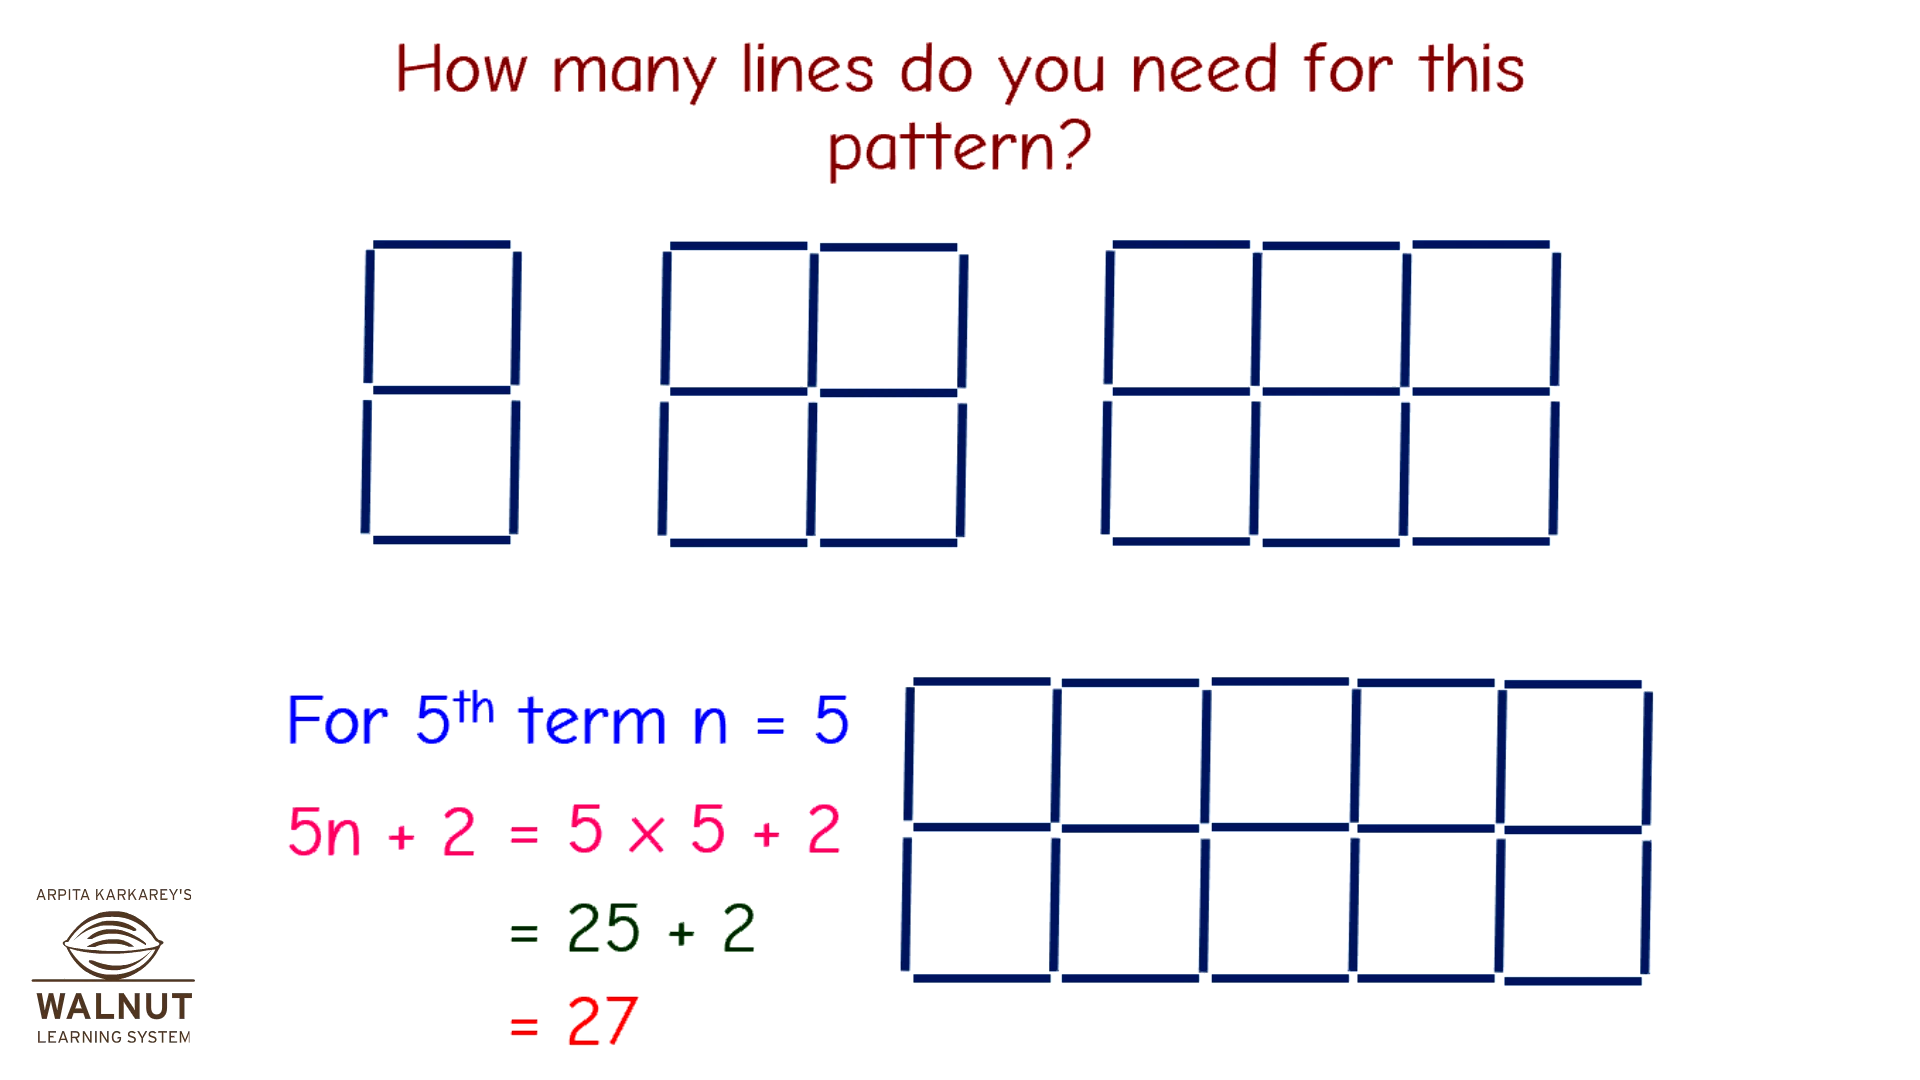 How many lines do you need for this
pattern?
For 5th term n = 5
5n + 2 = 5 x 5 + 2
= 25 + 2
= 27
ARPITA KARKAREY'S
WALNUT
LEARNING SYSTEM